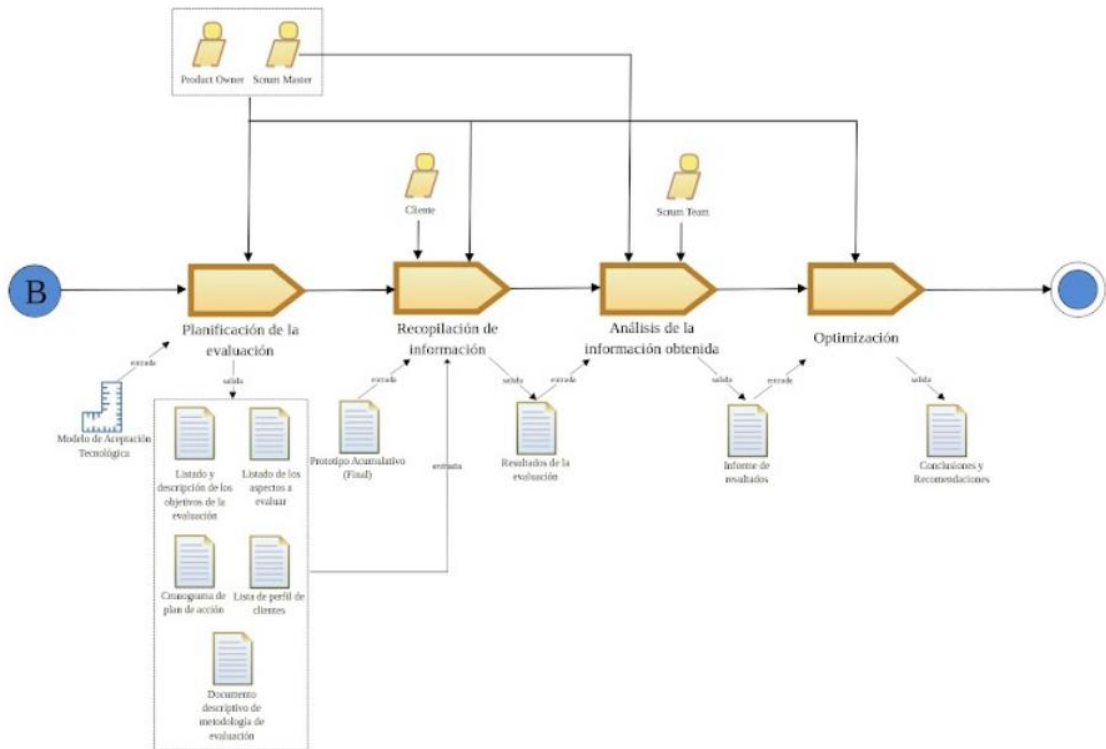 Product Owner
Scrum Master
Cliente
Scrum Team
B
Planificación de la
evaluación
Recopilación de
información
Análisis de la
información obtenida
Optimización
entrada
salida
entrada
salida
entrada
salida
entrada
salida
Modelo de Aceptación
Tecnológica
Listado y
descripción de los
objetivos de la
evaluación
Listado de los
aspectos a
evaluar
Prototipo Acumulativo
(Final)
entrada
Resultados de la
evaluación
Informe de
resultados
Conclusiones y
Recomendaciones
Cronograma de
plan de acción
Lista de perfil de
clientes
Documento
descriptivo de
metodología de
evaluación